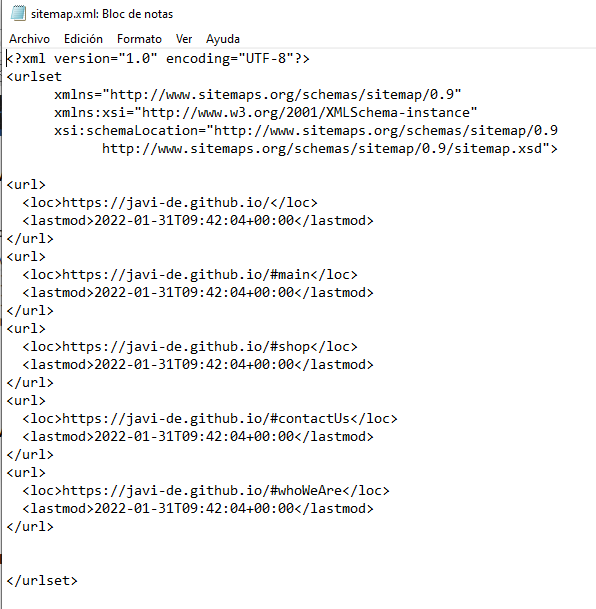 sitemap.xml: Bloc de notas
Archivo Edición Formato Ver Ayuda
<?xml version="1.0" encoding="UTF-8"?>
<urlset
      xmlns="http://www.sitemaps.org/schemas/sitemap/0.9"
      xmlns:xsi="http://www.w3.org/2001/XMLSchema-instance"
      xsi:schemaLocation="http://www.sitemaps.org/schemas/sitemap/0.9
            http://www.sitemaps.org/schemas/sitemap/0.9/sitemap.xsd">
<url>
  <loc>https://javi-de.github.io/</loc>
  <lastmod>2022-01-31T09:42:04+00:00</lastmod>
</url>
<url>
  <loc>https://javi-de.github.io/#main</loc>
  <lastmod>2022-01-31T09:42:04+00:00</lastmod>
</url>
<url>
  <loc>https://javi-de.github.io/#shop</loc>
  <lastmod>2022-01-31T09:42:04+00:00</lastmod>
</url>
<url>
  <loc>https://javi-de.github.io/#contactUs</loc>
  <lastmod>2022-01-31T09:42:04+00:00</lastmod>
</url>
<url>
  <loc>https://javi-de.github.io/#whoWeAre</loc>
  <lastmod>2022-01-31T09:42:04+00:00</lastmod>
</url>
</urlset>